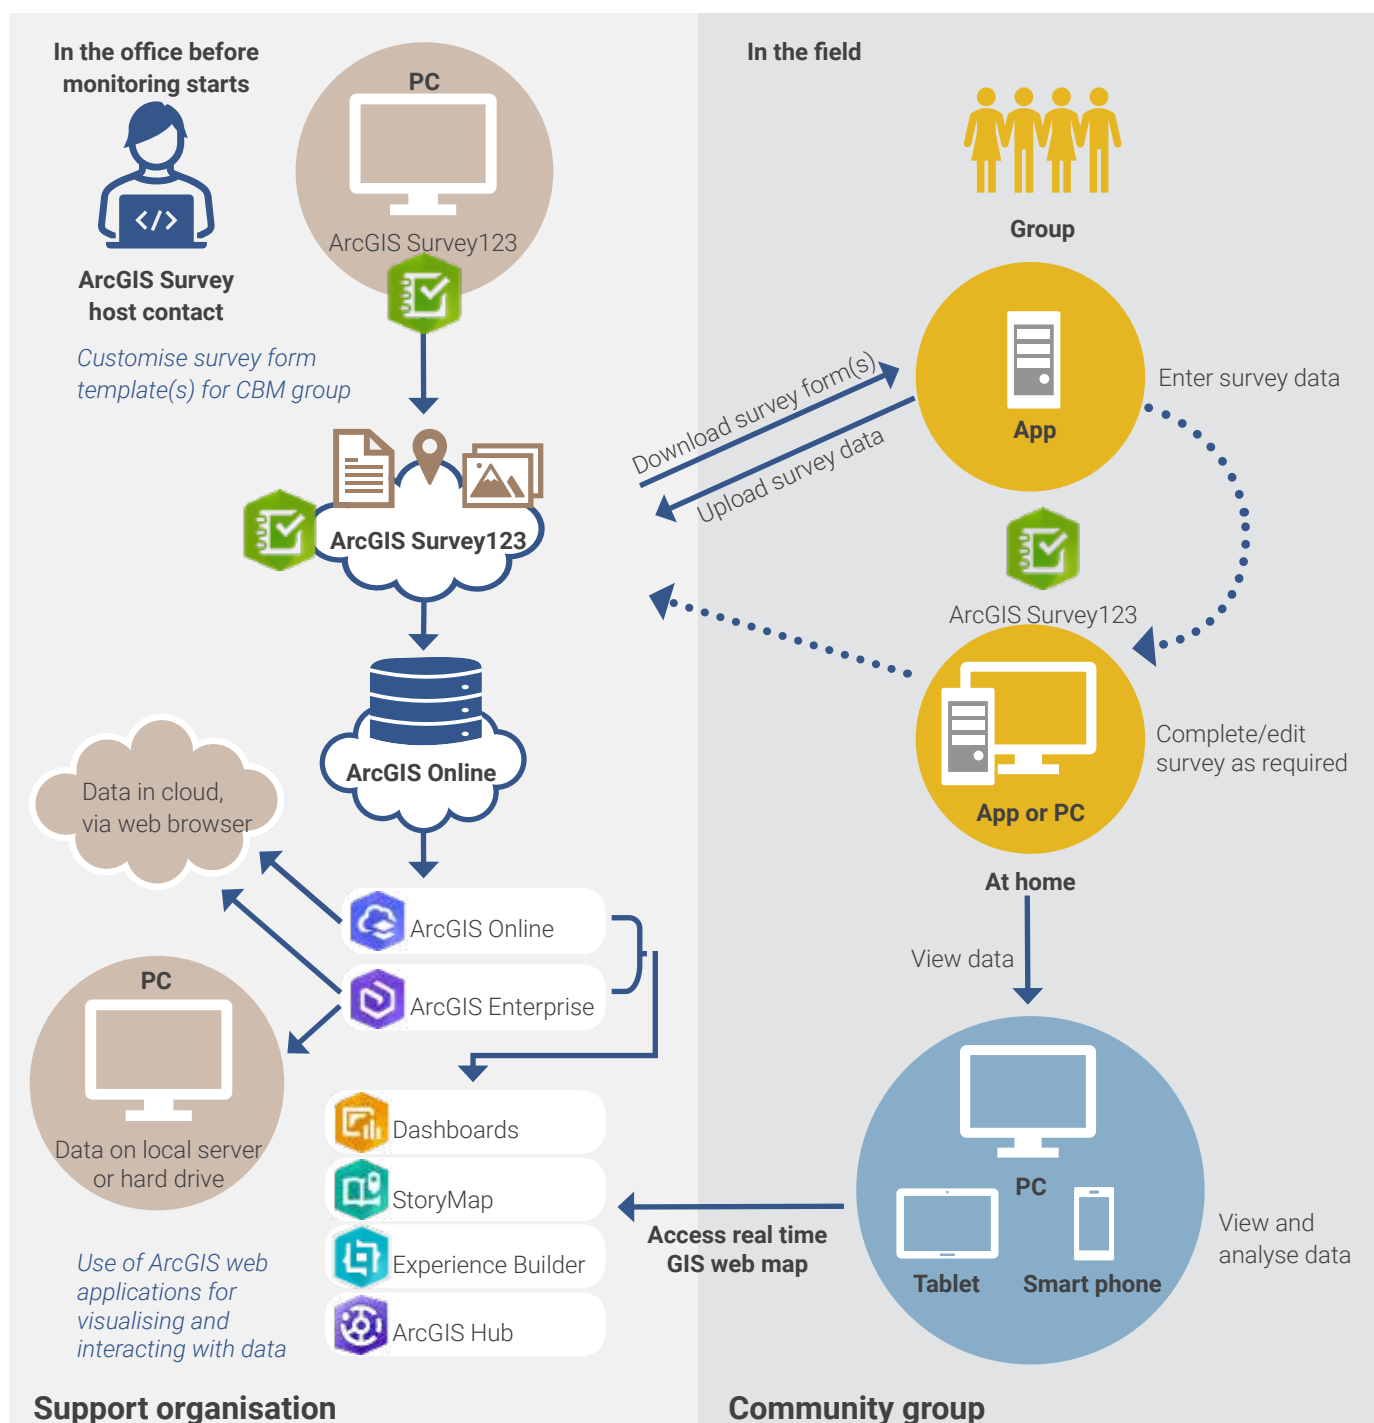 In the office before
monitoring starts
PC
ArcGIS Survey123
</>
ArcGIS Survey
host contact
Customise survey form
template(s) for CBM group
ArcGIS Survey123
ArcGIS Online
Data in cloud,
via web browser
ArcGIS Online
ArcGIS Enterprise
PC
Data on local server
or hard drive
Dashboards
StoryMap
Experience Builder
ArcGIS Hub
Use of ArcGIS web
applications for
visualising and
interacting with data
Support organisation
In the field
Group
App
Enter survey data
Download survey form(s)
Upload survey data
ArcGIS Survey123
App or PC
Complete/edit
survey as required
At home
View data
PC
Tablet
Smart phone
View and
analyse data
Access real time
GIS web map
Community group